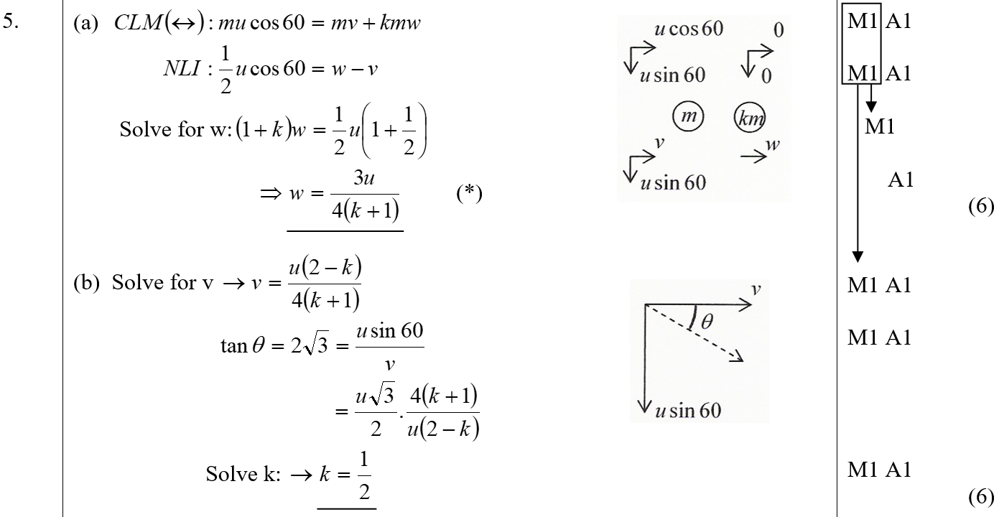 5. (a) CLM(↔): mu cos 60 = mv + kmw M1 A1
u cos 60 0
NLI : 1/2 u cos 60 = w − v M1 A1
u sin 60 0
m km
Solve for w: (1 + k)w = 1/2 u(1 + 1/2) M1
v w
u sin 60
⇒ w = 3u/4(k + 1) (*) A1
(6)
(b) Solve for v → v = u(2 − k)/4(k + 1) M1 A1
v
θ
tan θ = 2√3 = u sin 60/v M1 A1
= u√3/2 . 4(k + 1)/u(2 − k)
u sin 60
Solve k: → k = 1/2 M1 A1
(6)